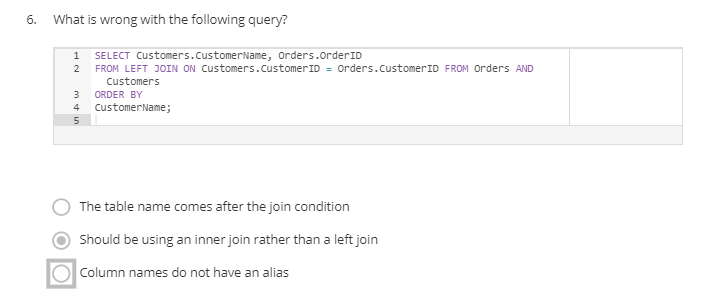 6. What is wrong with the following query?
1 SELECT Customers.CustomerName, Orders.OrderID
2 FROM LEFT JOIN ON Customers.CustomerID = Orders.CustomerID FROM Orders AND
Customers
3 ORDER BY
4 CustomerName;
5
The table name comes after the join condition
Should be using an inner join rather than a left join
Column names do not have an alias